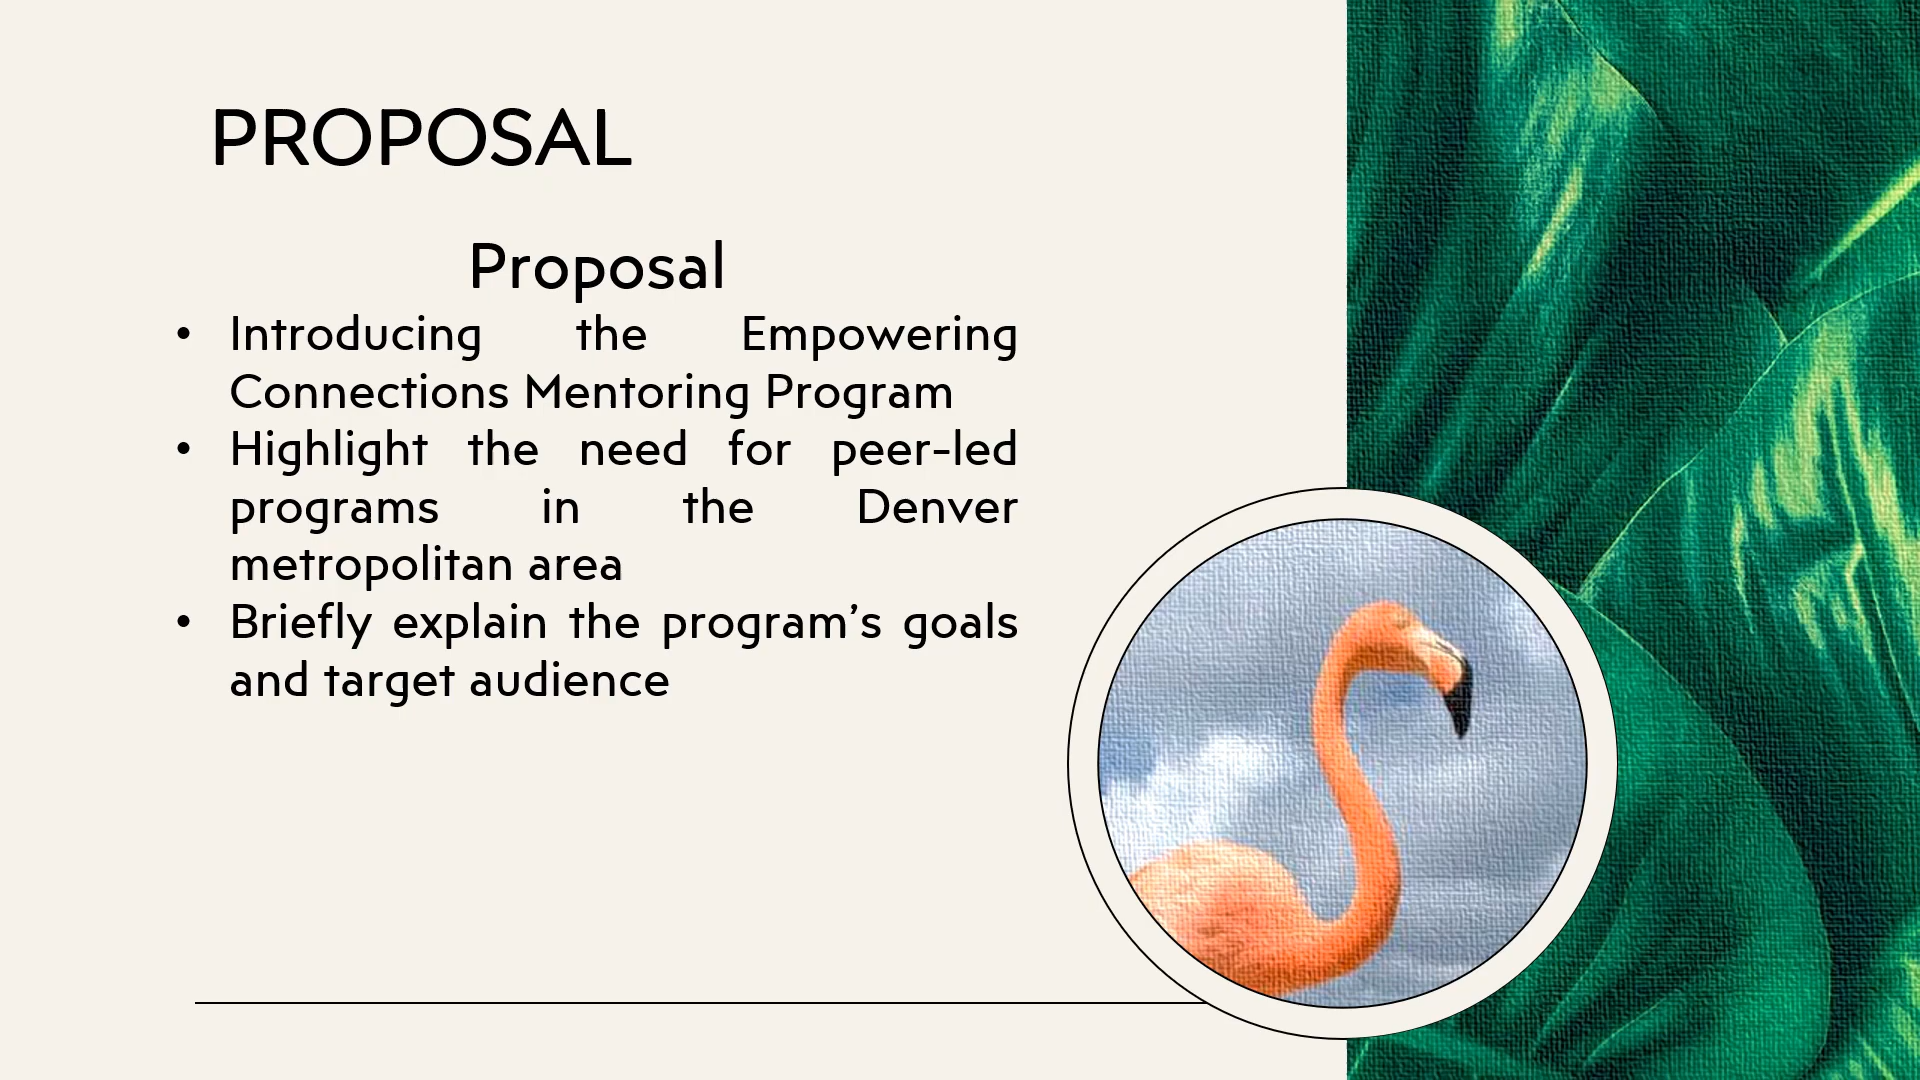 PROPOSAL
Proposal
• Introducing the Empowering
Connections Mentoring Program
• Highlight the need for peer-led
programs in the Denver
metropolitan area
• Briefly explain the program’s goals
and target audience